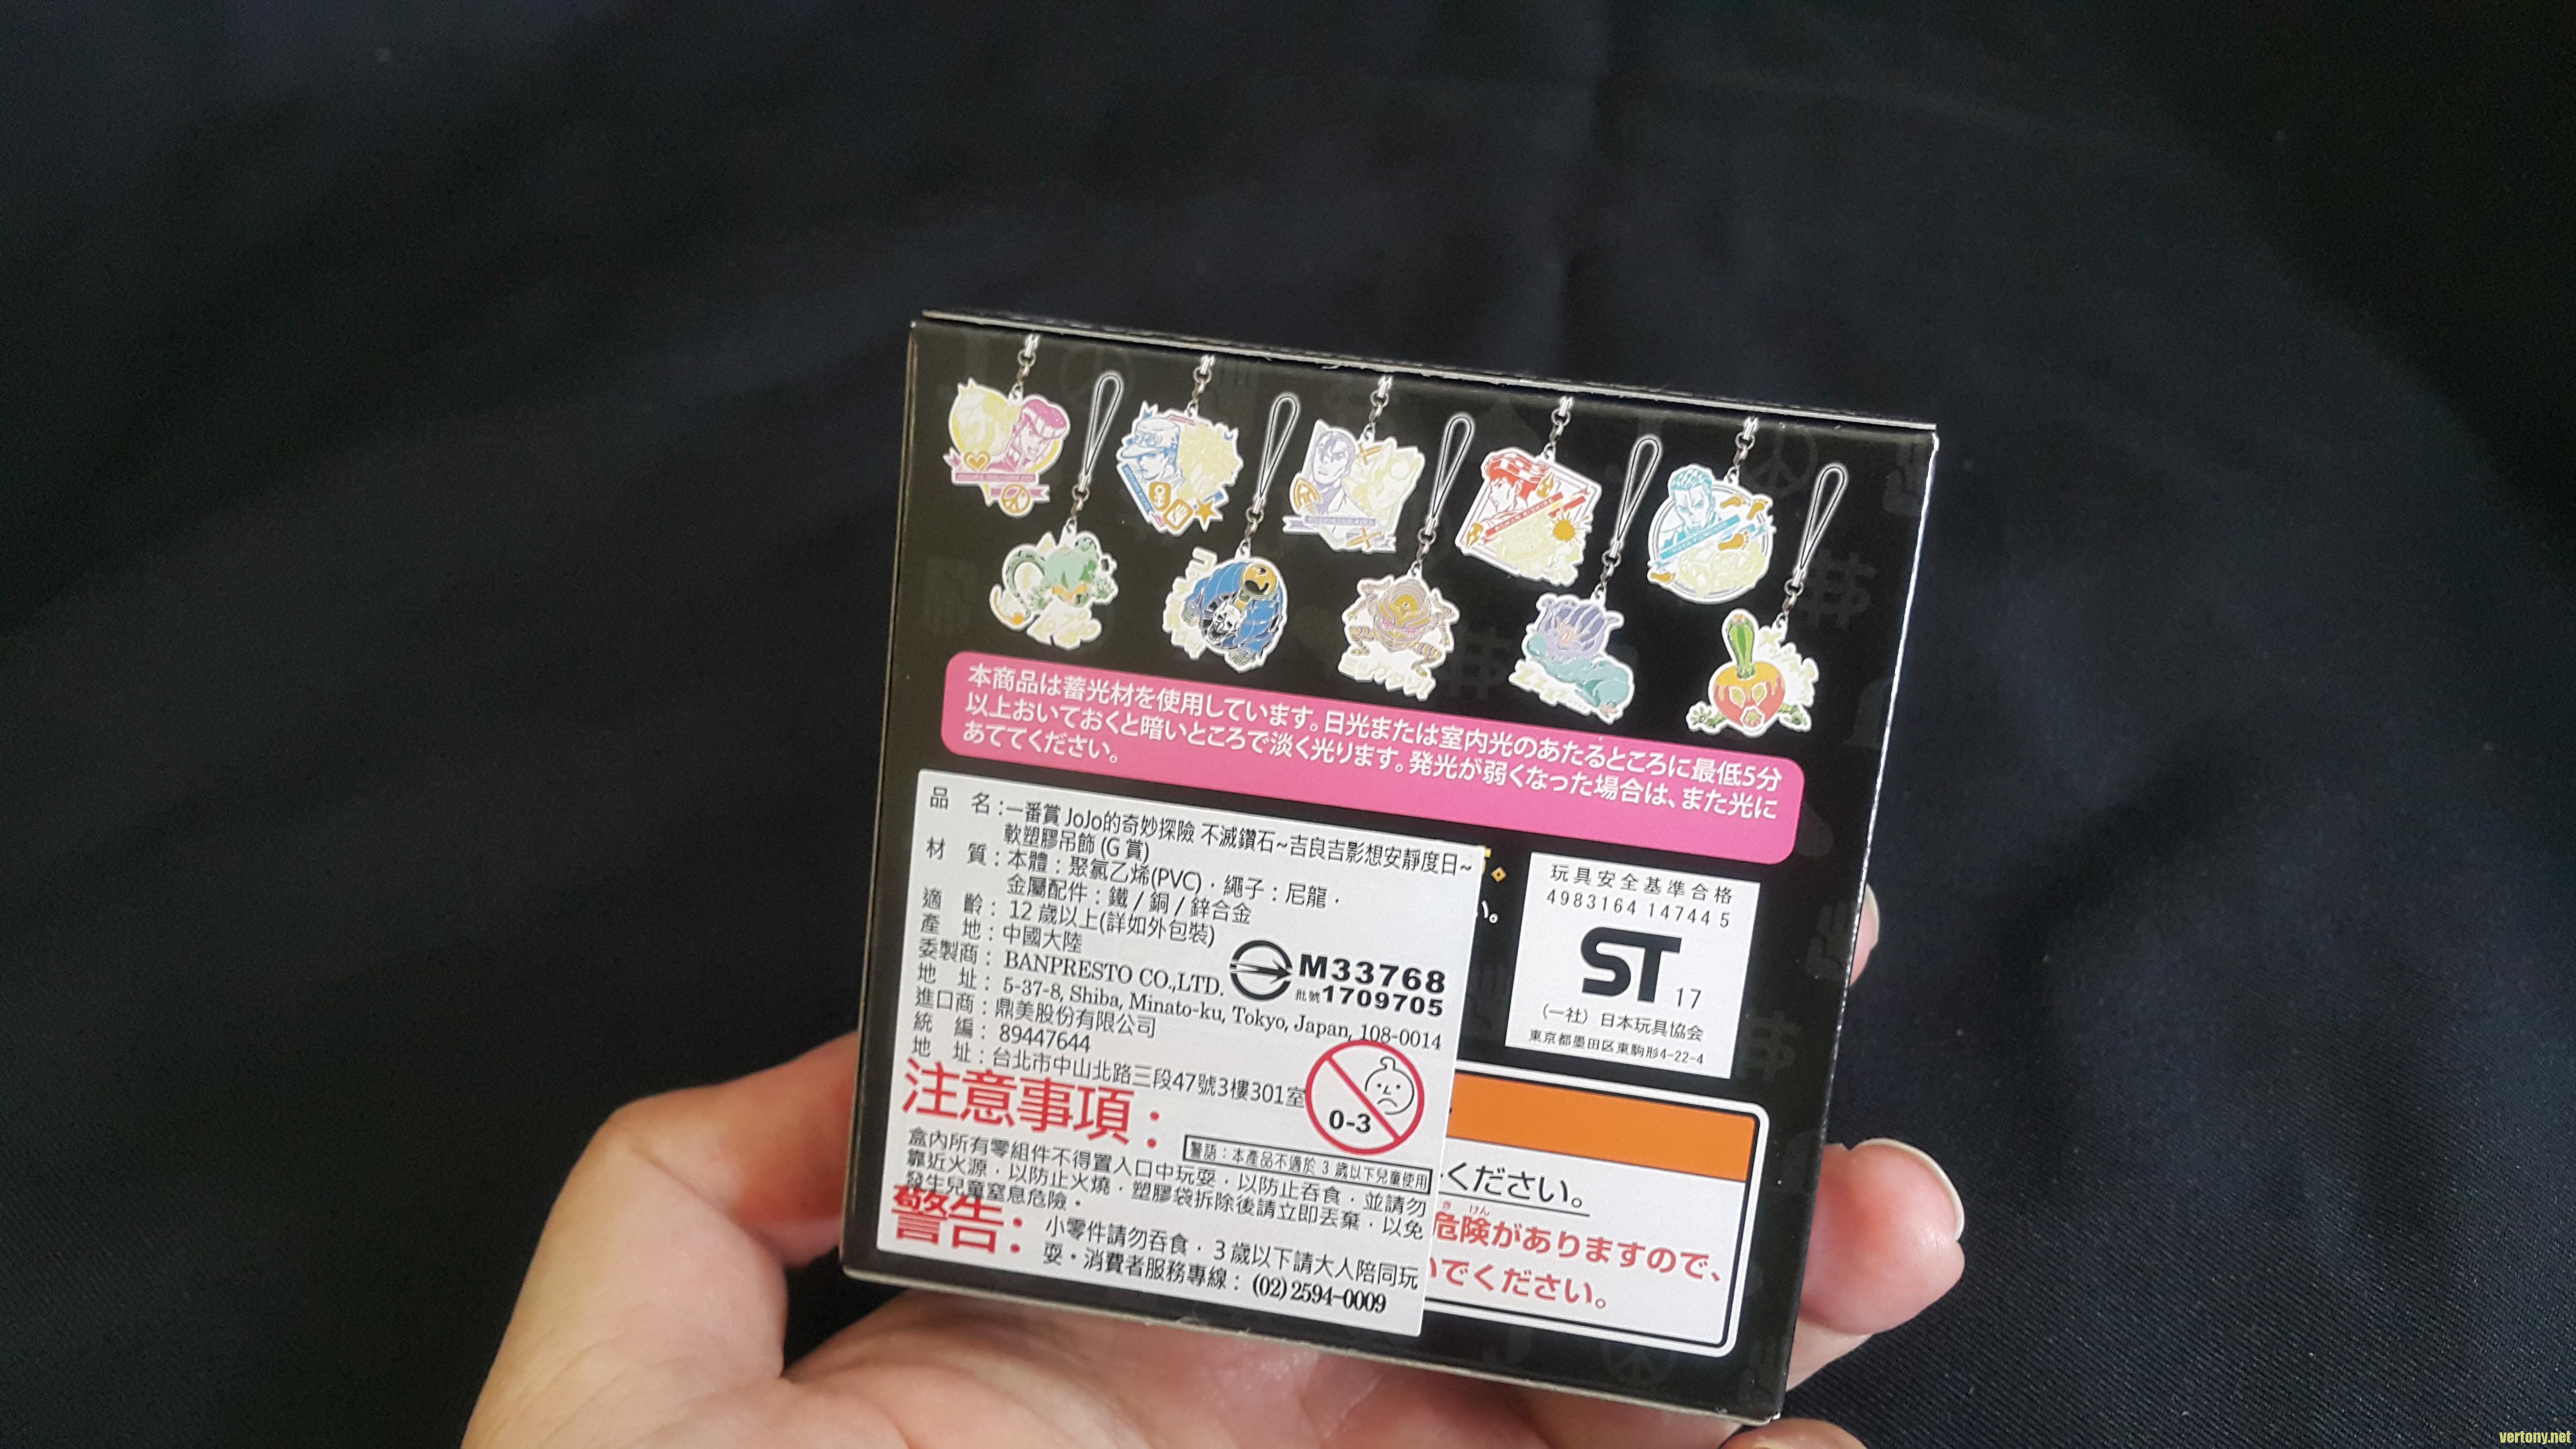 本商品は蓄光材を使用しています。日光または室内光のあたるところに最低5分
以上おいておくと暗いところで淡く光ります。発光が弱くなった場合は、また光に
あててください。
品 名：一番賞 JoJo的奇妙探險 不滅鑽石~吉良吉影想安靜度日~
軟塑膠吊飾 (G 賞)
材 質：本體：聚氯乙烯(PVC)，繩子：尼龍，
金屬配件：鐵 / 銅 / 鋅合金
適 齡：12 歲以上(詳如外包裝)
產 地：中國大陸
委製商：BANPRESTO CO.,LTD.
地 址：5-37-8, Shiba, Minato-ku, Tokyo, Japan, 108-0014
進口商：鼎美股份有限公司
統 編：89447644
地 址：台北市中山北路三段47號3樓301室
M33768
批號1709705
0-3
注意事項：
警語：本產品不適於 3 歲以下兒童使用
盒內所有零組件不得置入口中玩耍，以防止吞食，並請勿
靠近火源，以防止火燒，塑膠袋拆除後請立即丟棄，以免
發生兒童窒息危險。
警告：
小零件請勿吞食，3 歲以下請大人陪同玩
耍。消費者服務專線：(02) 2594-0009
玩具安全基準合格
4983164 147445
ST 17
(一社) 日本玩具協会
東京都墨田区東駒形4-22-4
い。
ください。
危険がありますので、
きけん
いでください。
vertony.net